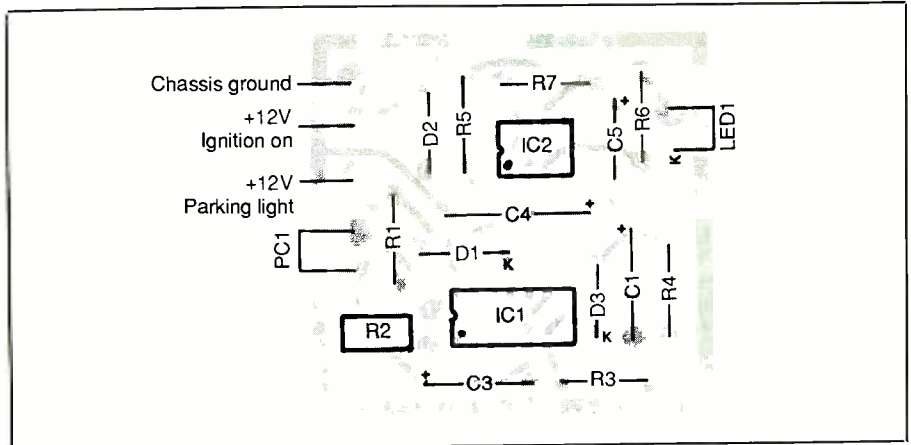 Chassis ground
+12V
Ignition on
+12V
Parking light
PC1
R1
R2
D2
R5
R7
IC2
+
C5
R6
LED1
K
C4
+
D1
K
IC1
D3
K
+
C1
R4
+
C3
R3